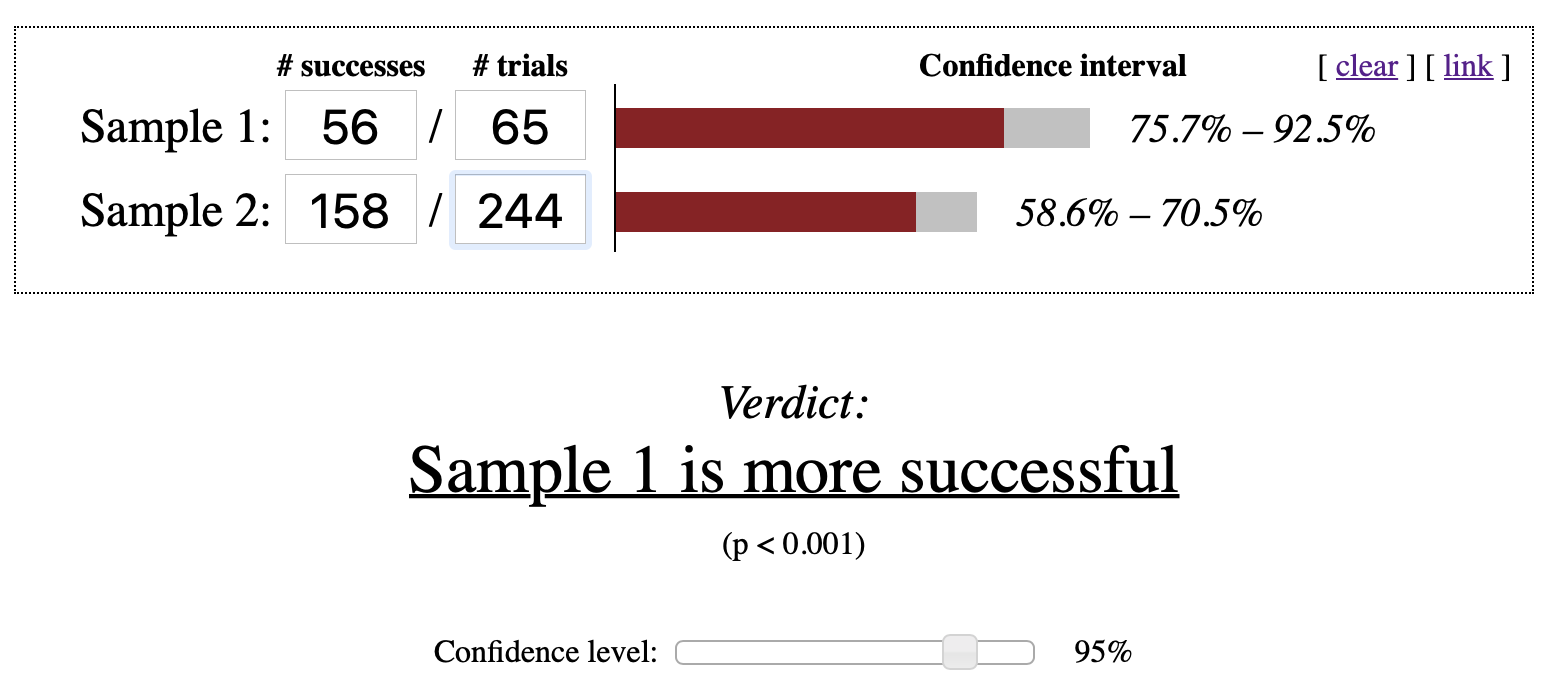 # successes # trials Confidence interval [ clear ] [ link ]
Sample 1: 56 / 65 75.7% – 92.5%
Sample 2: 158 / 244 58.6% – 70.5%
Verdict:
Sample 1 is more successful
(p < 0.001)
Confidence level: 95%